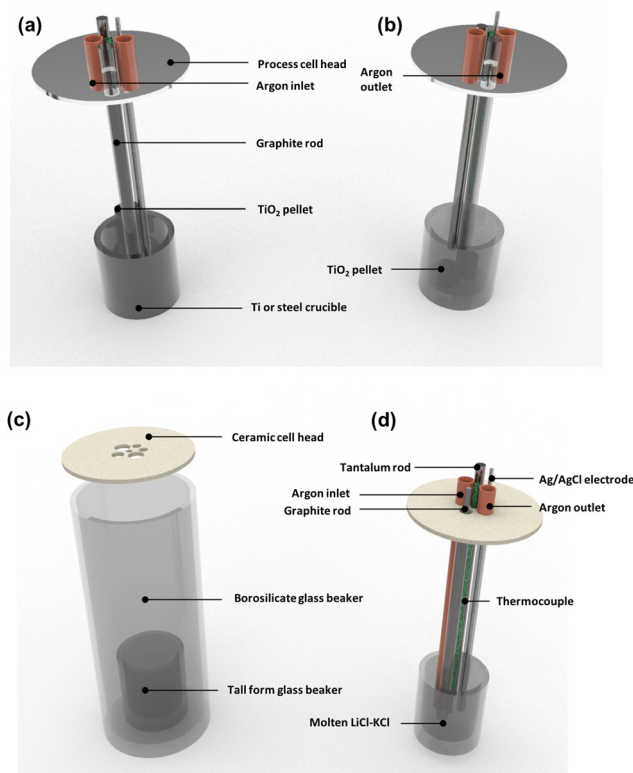 (a)
(b)
Process cell head
Argon inlet
Argon
outlet
Graphite rod
TiO₂ pellet
TiO₂ pellet
Ti or steel crucible
(c)
(d)
Ceramic cell head
Tantalum rod
Ag/AgCl electrode
Argon inlet
Graphite rod
Argon outlet
Borosilicate glass beaker
Thermocouple
Tall form glass beaker
Molten LiCl-KCl